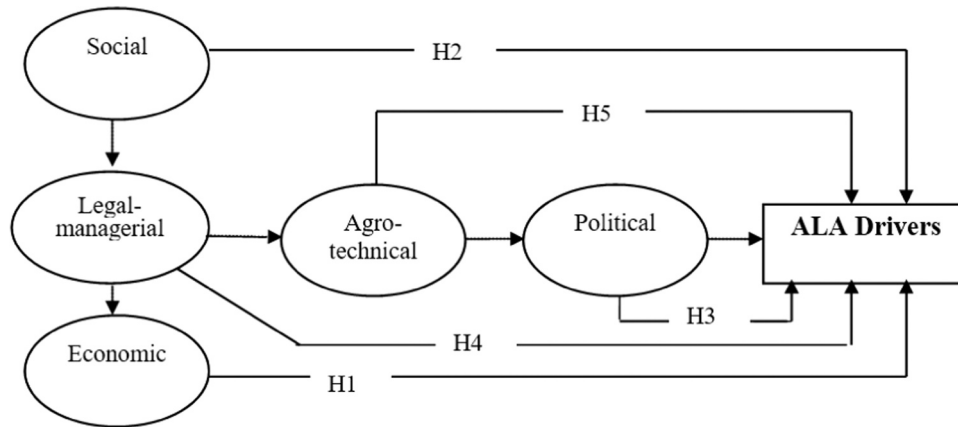 Social
H2
H5
Legal-
managerial
Agro-
technical
Political
ALA Drivers
H3
H4
Economic
H1